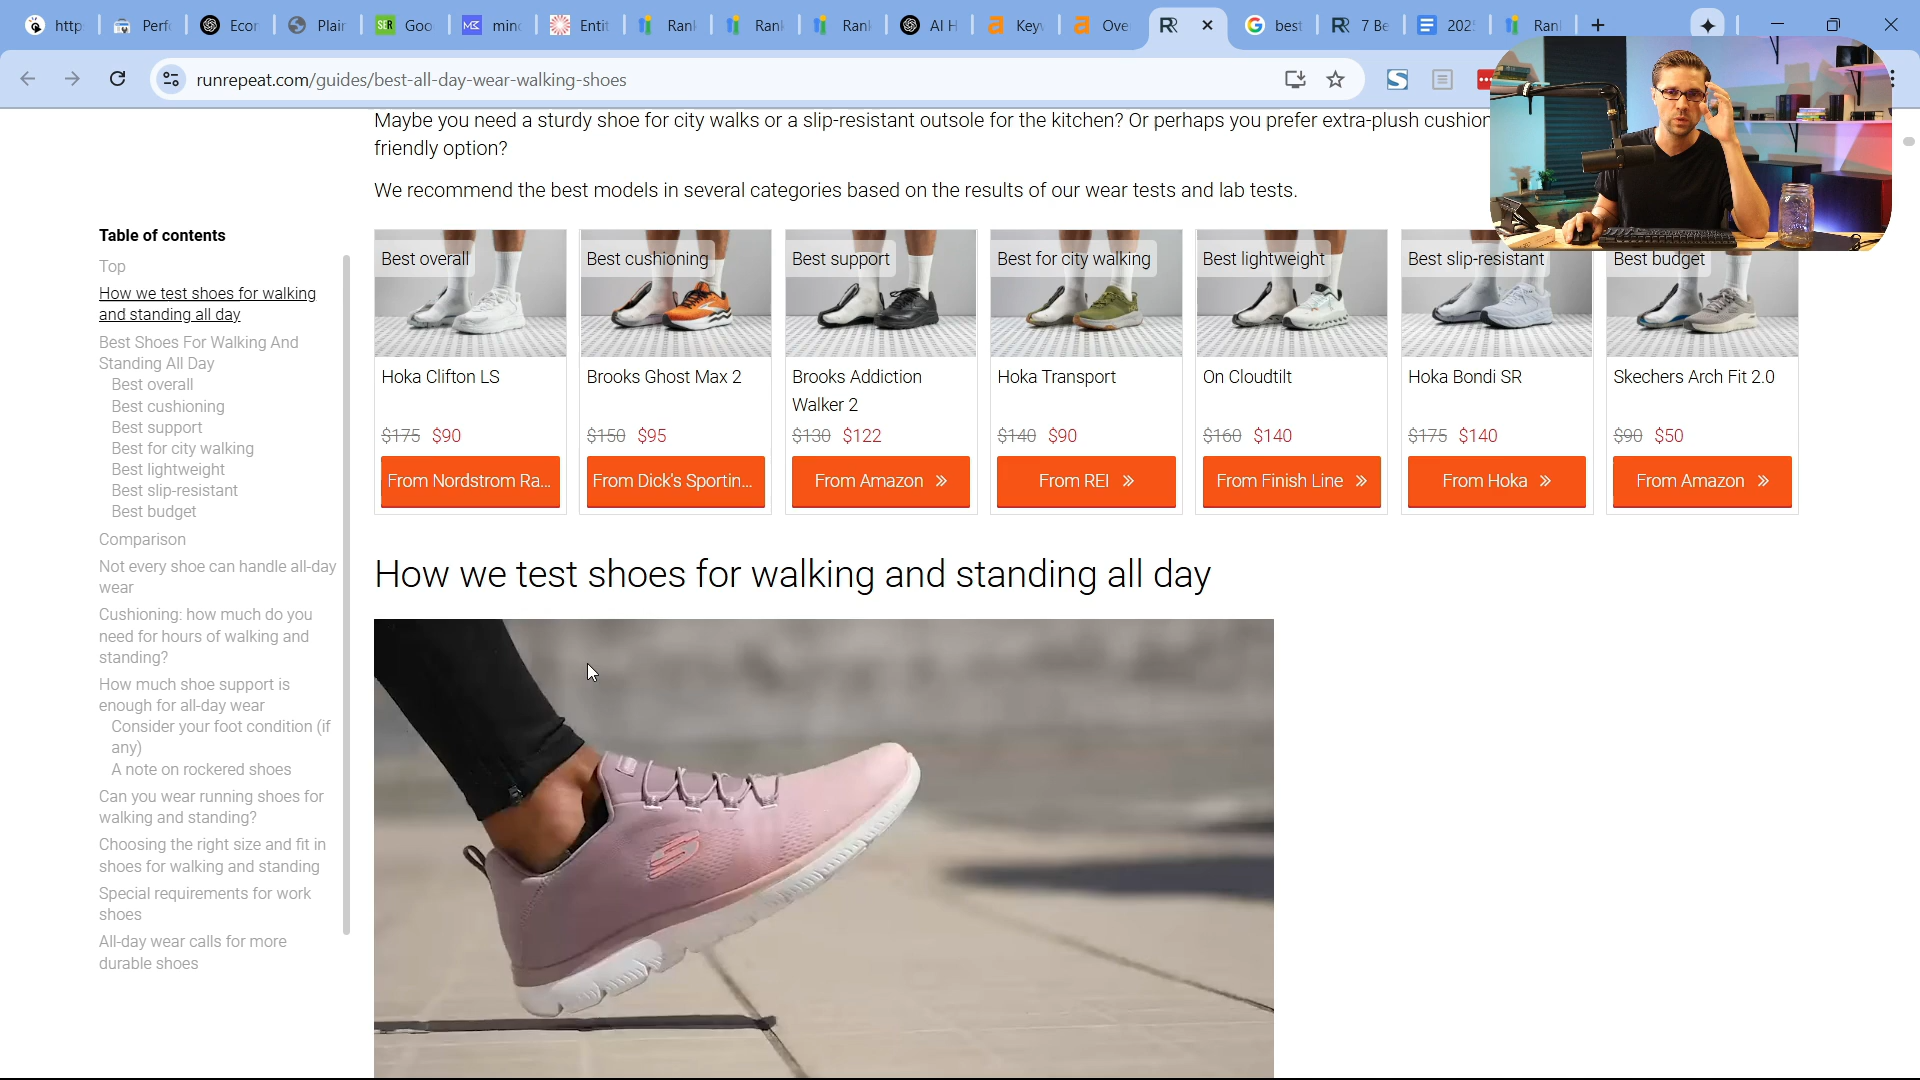 http
Perf
Ecor
Plair
SER
Goo
MK
minc
Entit
Rank
Rank
Rank
AI H
Keyw
Ove
RR
best
RR
7 Be
202
Ranl
runrepeat.com/guides/best-all-day-wear-walking-shoes
Maybe you need a sturdy shoe for city walks or a slip-resistant outsole for the kitchen? Or perhaps you prefer extra-plush cushion
friendly option?
We recommend the best models in several categories based on the results of our wear tests and lab tests.
Table of contents
Top
How we test shoes for walking
and standing all day
Best Shoes For Walking And
Standing All Day
Best overall
Best cushioning
Best support
Best for city walking
Best lightweight
Best slip-resistant
Best budget
Comparison
Not every shoe can handle all-day
wear
Cushioning: how much do you
need for hours of walking and
standing?
How much shoe support is
enough for all-day wear
Consider your foot condition (if
any)
A note on rockered shoes
Can you wear running shoes for
walking and standing?
Choosing the right size and fit in
shoes for walking and standing
Special requirements for work
shoes
All-day wear calls for more
durable shoes
Best overall
Hoka Clifton LS
$175 $90
From Nordstrom Ra...
Best cushioning
Brooks Ghost Max 2
$150 $95
From Dick's Sportin...
Best support
Brooks Addiction
Walker 2
$130 $122
From Amazon »
Best for city walking
Hoka Transport
$140 $90
From REI »
Best lightweight
On Cloudtilt
$160 $140
From Finish Line »
Best slip-resistant
Hoka Bondi SR
$175 $140
From Hoka »
Best budget
Skechers Arch Fit 2.0
$90 $50
From Amazon »
How we test shoes for walking and standing all day